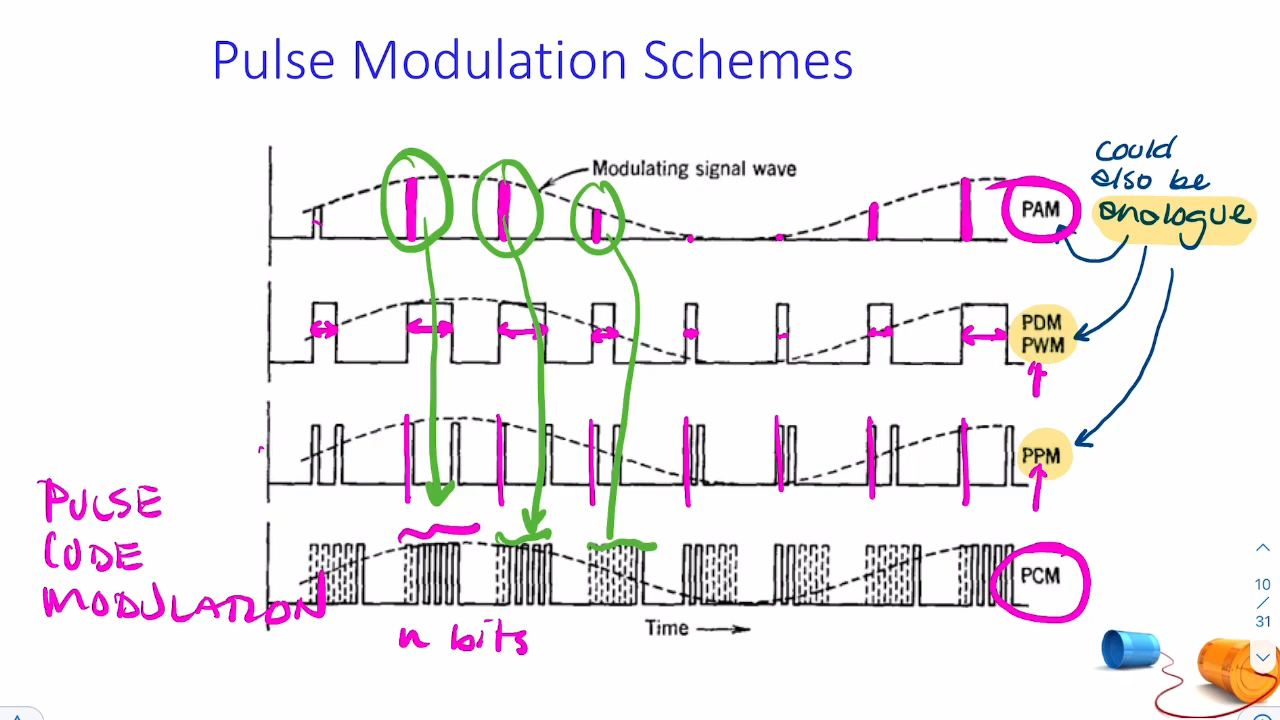 Pulse Modulation Schemes
Modulating signal wave
could
also be
analogue
PAM
PDM
PWM
PPM
PULSE
CODE
MODULATION
PCM
Time
n bits
10
/
31